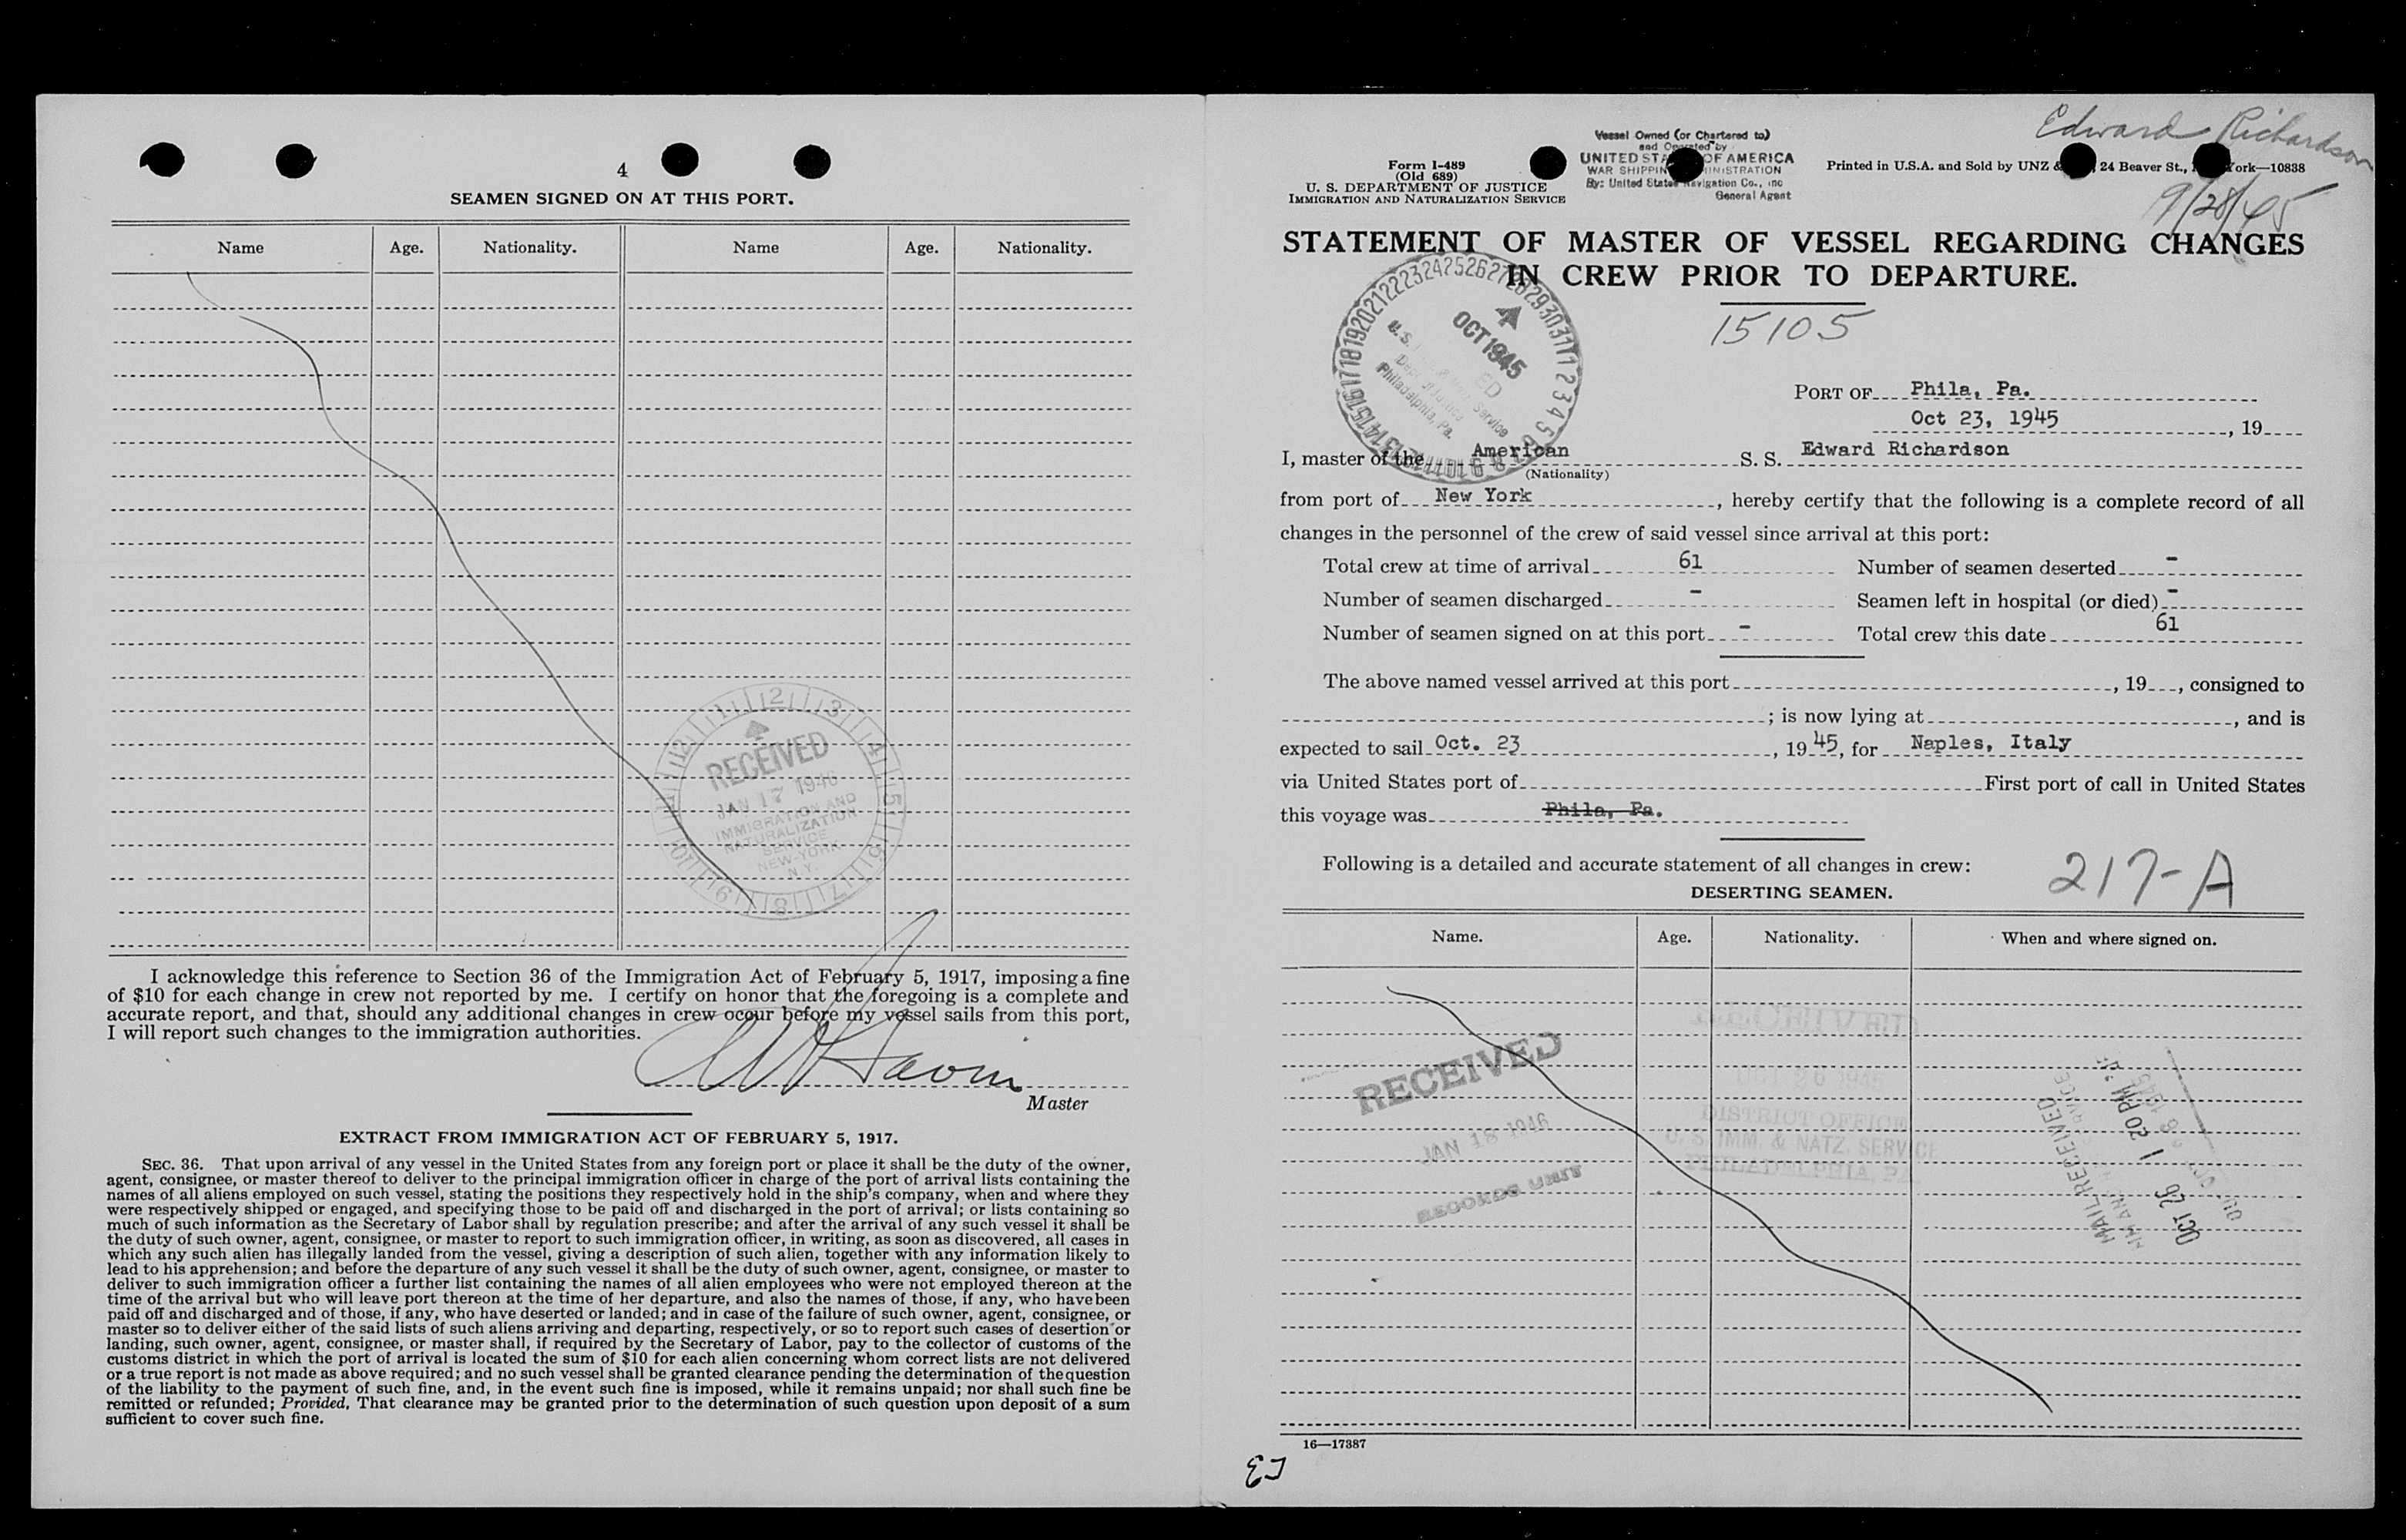 4
SEAMEN SIGNED ON AT THIS PORT.
Name Age. Nationality. Name Age. Nationality.
RECEIVED
JAN 17 1946
IMMIGRATION AND
NATURALIZATION
SERVICE
NEW YORK
N.Y.
I acknowledge this reference to Section 36 of the Immigration Act of February 5, 1917, imposing a fine
of $10 for each change in crew not reported by me. I certify on honor that the foregoing is a complete and
accurate report, and that, should any additional changes in crew occur before my vessel sails from this port,
I will report such changes to the immigration authorities.
Master
EXTRACT FROM IMMIGRATION ACT OF FEBRUARY 5, 1917.
SEC. 36. That upon arrival of any vessel in the United States from any foreign port or place it shall be the duty of the owner,
agent, consignee, or master thereof to deliver to the principal immigration officer in charge of the port of arrival lists containing the
names of all aliens employed on such vessel, stating the positions they respectively hold in the ship's company, when and where they
were respectively shipped or engaged, and specifying those to be paid off and discharged in the port of arrival; or lists containing so
much of such information as the Secretary of Labor shall by regulation prescribe; and after the arrival of any such vessel it shall be
the duty of such owner, agent, consignee, or master to report to such immigration officer, in writing, as soon as discovered, all cases in
which any such alien has illegally landed from the vessel, giving a description of such alien, together with any information likely to
lead to his apprehension; and before the departure of any such vessel it shall be the duty of such owner, agent, consignee, or master to
deliver to such immigration officer a further list containing the names of all alien employees who were not employed thereon at the
time of the arrival but who will leave port thereon at the time of her departure, and also the names of those, if any, who have been
paid off and discharged and of those, if any, who have deserted or landed; and in case of the failure of such owner, agent, consignee, or
master so to deliver either of the said lists of such aliens arriving and departing, respectively, or so to report such cases of desertion or
landing, such owner, agent, consignee, or master shall, if required by the Secretary of Labor, pay to the collector of customs of the
customs district in which the port of arrival is located the sum of $10 for each alien concerning whom correct lists are not delivered
or a true report is not made as above required; and no such vessel shall be granted clearance pending the determination of the question
of the liability to the payment of such fine, and, in the event such fine is imposed, while it remains unpaid; nor shall such fine be
remitted or refunded; Provided, That clearance may be granted prior to the determination of such question upon deposit of a sum
sufficient to cover such fine.
Edward Richardson
9/28/45
Form I-489
(Old 689)
U. S. DEPARTMENT OF JUSTICE
IMMIGRATION AND NATURALIZATION SERVICE
Vessel Owned (or Chartered to)
and Operated by
UNITED STATES OF AMERICA
WAR SHIPPING ADMINISTRATION
By: United States Navigation Co., Inc
General Agent
Printed in U.S.A. and Sold by UNZ & 24 Beaver St., York—10838
STATEMENT OF MASTER OF VESSEL REGARDING CHANGES
IN CREW PRIOR TO DEPARTURE.
15105
OCT 1945
Philadelphia, Pa.
PORT OF Phila, Pa.
Oct 23, 1945, 19
I, master of the American S. S. Edward Richardson
(Nationality)
from port of New York, hereby certify that the following is a complete record of all
changes in the personnel of the crew of said vessel since arrival at this port:
Total crew at time of arrival 61 Number of seamen deserted -
Number of seamen discharged - Seamen left in hospital (or died) -
Number of seamen signed on at this port - Total crew this date 61
The above named vessel arrived at this port , 19 , consigned to
; is now lying at , and is
expected to sail Oct. 23, 19 45, for Naples, Italy
via United States port of First port of call in United States
this voyage was Phila, Pa.
Following is a detailed and accurate statement of all changes in crew:
217-A
DESERTING SEAMEN.
Name. Age. Nationality. When and where signed on.
RECEIVED
JAN 18 1946
RECORDS UNIT
RECEIVED
OCT 26 1945
DISTRICT OFFICE
U. S. IMM. & NATZ. SERVICE
PHILADELPHIA, PA.
MAIL RECEIVED
OCT 26 1 20 PM
16—17387